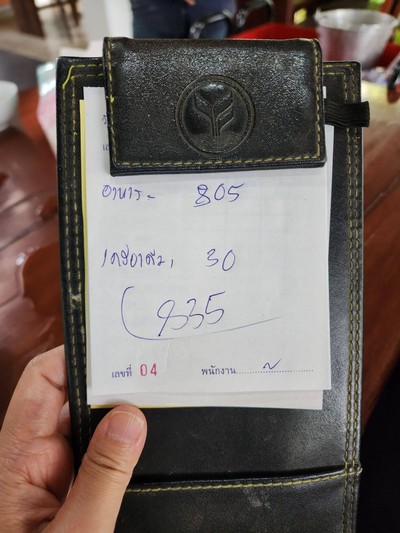 อาหาร = 805
เครื่องดื่ม, 30
835
เลขที่ 04 พนักงาน